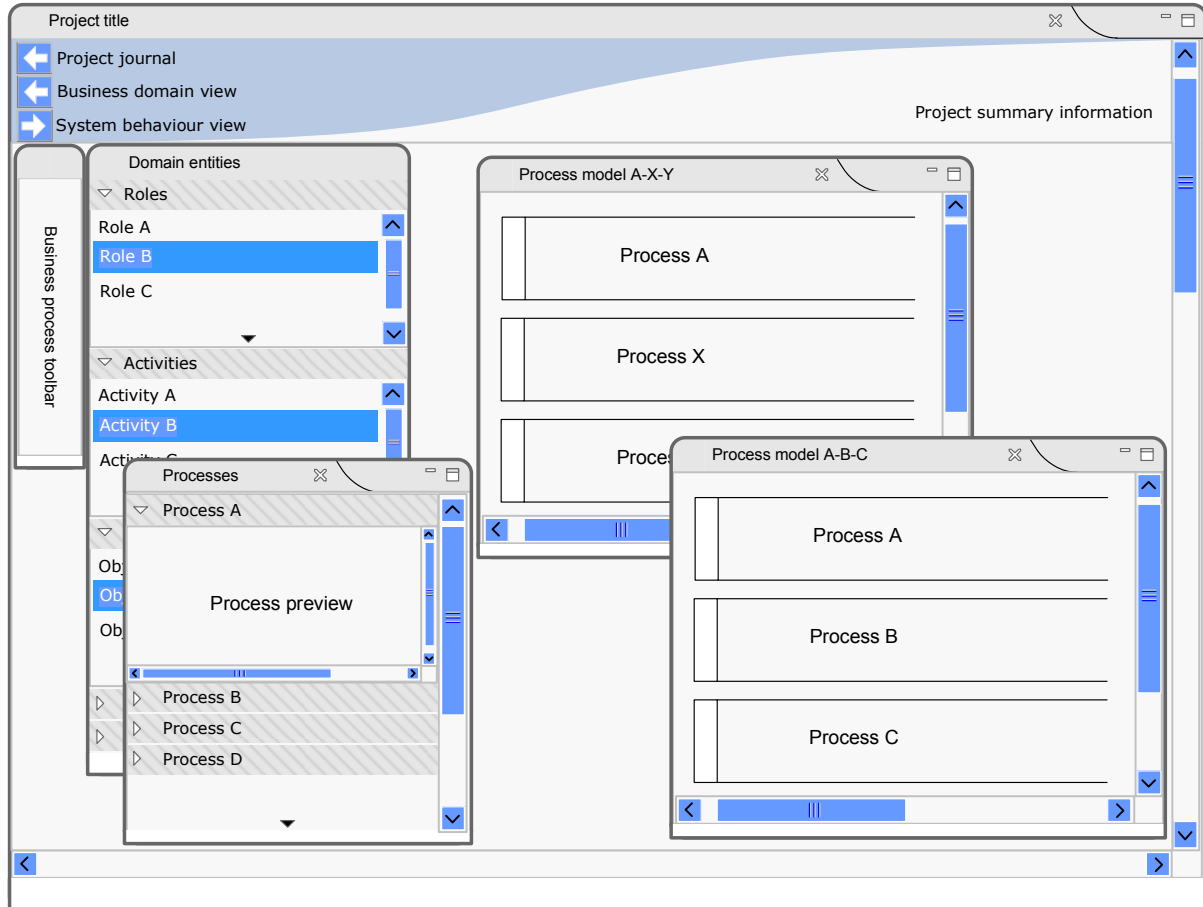 Project title
Project journal
Business domain view
System behaviour view
Project summary information
Business process toolbar
Domain entities
Roles
Role A
Role B
Role C
Activities
Activity A
Activity B
Processes
Process A
Process preview
Process B
Process C
Process D
Process model A-X-Y
Process A
Process X
Process model A-B-C
Process A
Process B
Process C